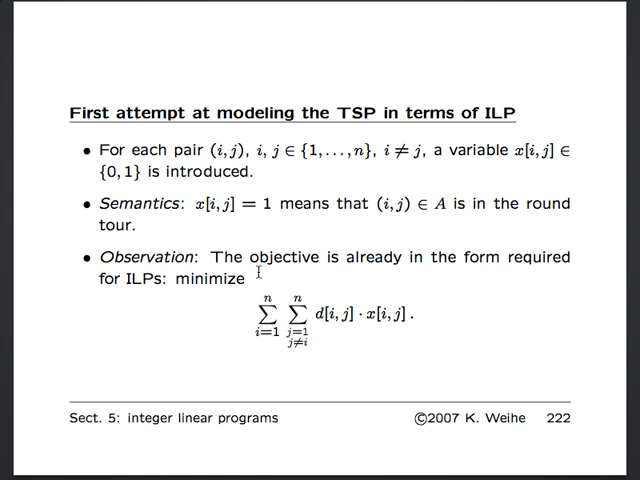 First attempt at modeling the TSP in terms of ILP
• For each pair (i, j), i, j ∈ {1, . . . , n}, i ≠ j, a variable x[i, j] ∈
{0, 1} is introduced.
• Semantics: x[i, j] = 1 means that (i, j) ∈ A is in the round
tour.
• Observation: The objective is already in the form required
for ILPs: minimize
n n
∑ ∑ d[i, j] · x[i, j] .
i=1 j=1
j≠i
Sect. 5: integer linear programs ©2007 K. Weihe 222